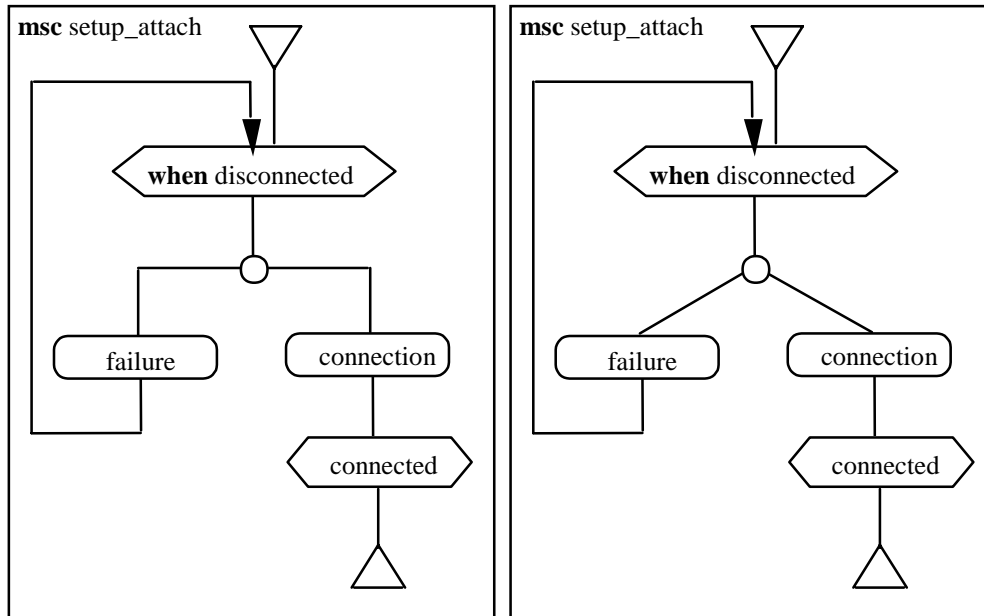 msc setup_attach
when disconnected
failure
connection
connected
msc setup_attach
when disconnected
failure
connection
connected